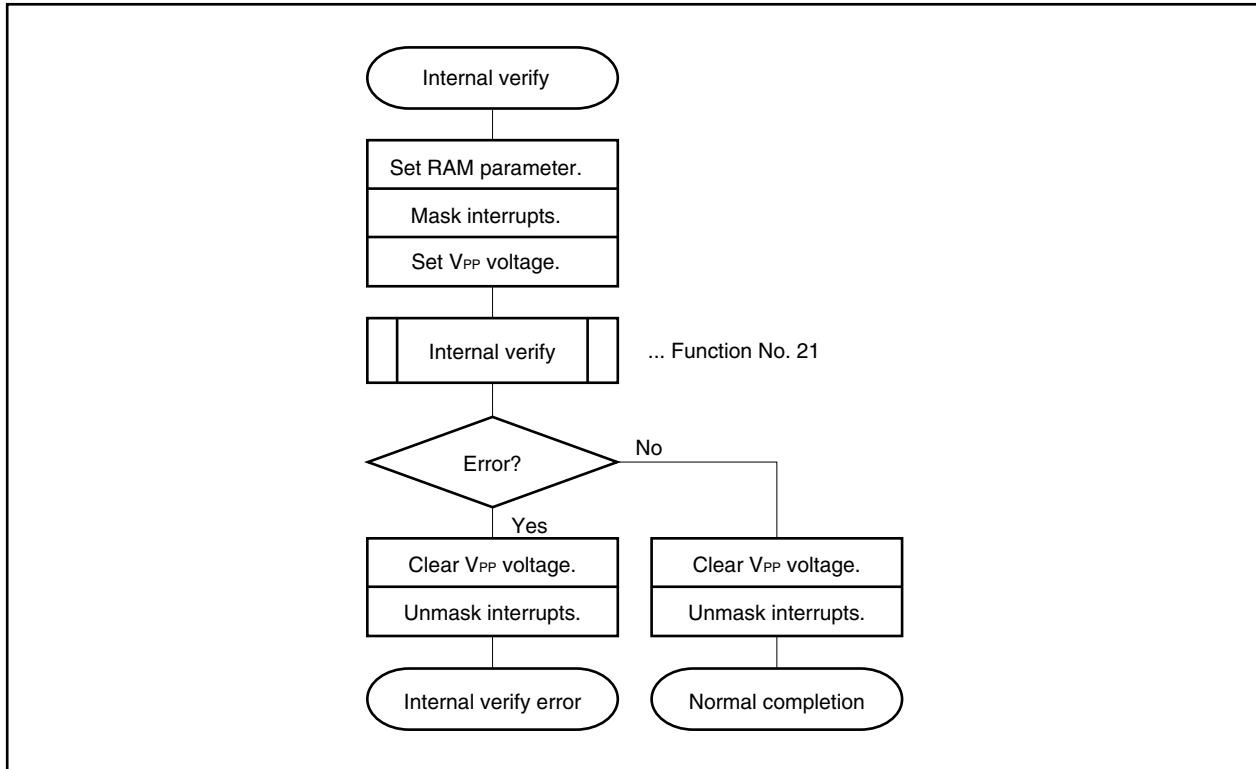 Internal verify
Set RAM parameter.
Mask interrupts.
Set VPP voltage.
Internal verify
... Function No. 21
Error?
No
Yes
Clear VPP voltage.
Unmask interrupts.
Internal verify error
Clear VPP voltage.
Unmask interrupts.
Normal completion